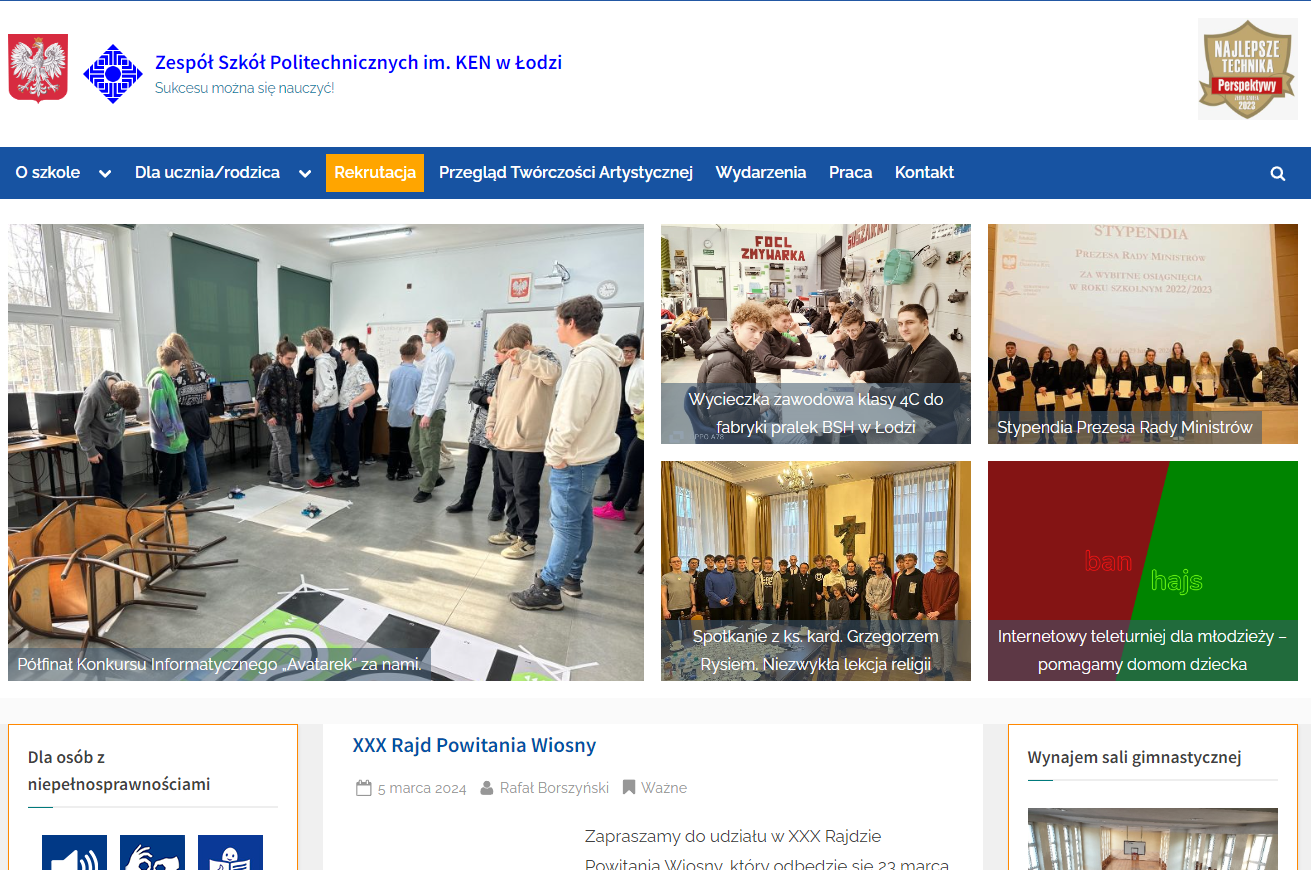 Zespół Szkół Politechnicznych im. KEN w Łodzi
Sukcesu można się nauczyć!
NAJLEPSZE
TECHNIKA
Perspektywy
2023
O szkole
Dla ucznia/rodzica
Rekrutacja
Przegląd Twórczości Artystycznej
Wydarzenia
Praca
Kontakt
Półfinał Konkursu Informatycznego „Avatarek” za nami.
FOCL
ZMYWARKA
SUSZARKA
Wycieczka zawodowa klasy 4C do
fabryki pralek BSH w Łodzi
OPPO A78
STYPENDIA
PREZESA RADY MINISTRÓW
ZA WYBITNE OSIĄGNIĘCIA
W ROKU SZKOLNYM 2022/2023
Stypendia Prezesa Rady Ministrów
Spotkanie z ks. kard. Grzegorzem
Rysiem. Niezwykła lekcja religii
ban
hajs
Internetowy teleturniej dla młodzieży –
pomagamy domom dziecka
Dla osób z
niepełnosprawnościami
XXX Rajd Powitania Wiosny
5 marca 2024 Rafał Borszyński Ważne
Zapraszamy do udziału w XXX Rajdzie
Powitania Wiosny, który odbędzie się 23 marca
Wynajem sali gimnastycznej